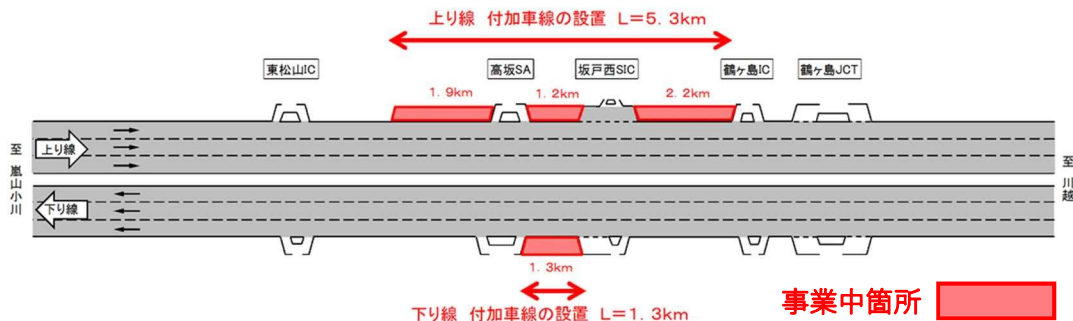 上り線 付加車線の設置 L=5.3km
東松山IC
高坂SA
坂戸西SIC
鶴ヶ島IC
鶴ヶ島JCT
1.9km
1.2km
2.2km
至 嵐山小川
上り線
至 川越
下り線
1.3km
下り線 付加車線の設置 L=1.3km
事業中箇所